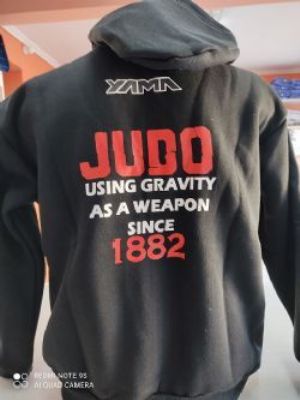 YAMA
JUDO
USING GRAVITY
AS A WEAPON
SINCE
1882
REDMI NOTE 9S
AI QUAD CAMERA